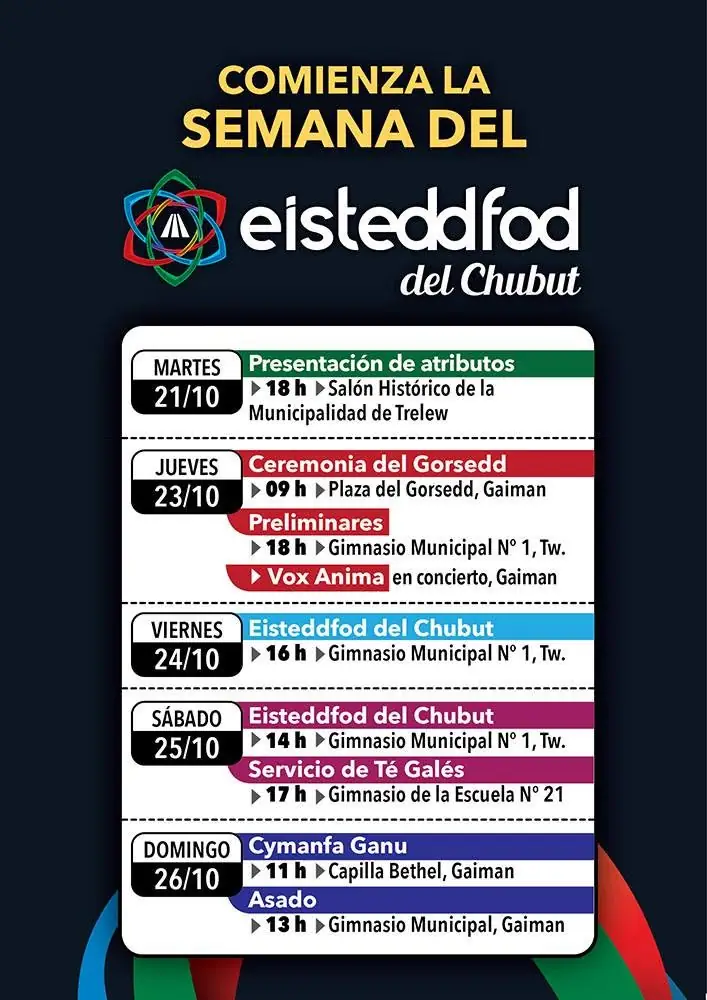 COMIENZA LA
SEMANA DEL
eisteddfod
del Chubut
MARTES
21/10
Presentación de atributos
18 h Salón Histórico de la
Municipalidad de Trelew
JUEVES
23/10
Ceremonia del Gorsedd
09 h Plaza del Gorsedd, Gaiman
Preliminares
18 h Gimnasio Municipal Nº 1, Tw.
Vox Anima en concierto, Gaiman
VIERNES
24/10
Eisteddfod del Chubut
16 h Gimnasio Municipal Nº 1, Tw.
SÁBADO
25/10
Eisteddfod del Chubut
14 h Gimnasio Municipal Nº 1, Tw.
Servicio de Té Galés
17 h Gimnasio de la Escuela Nº 21
DOMINGO
26/10
Cymanfa Ganu
11 h Capilla Bethel, Gaiman
Asado
13 h Gimnasio Municipal, Gaiman